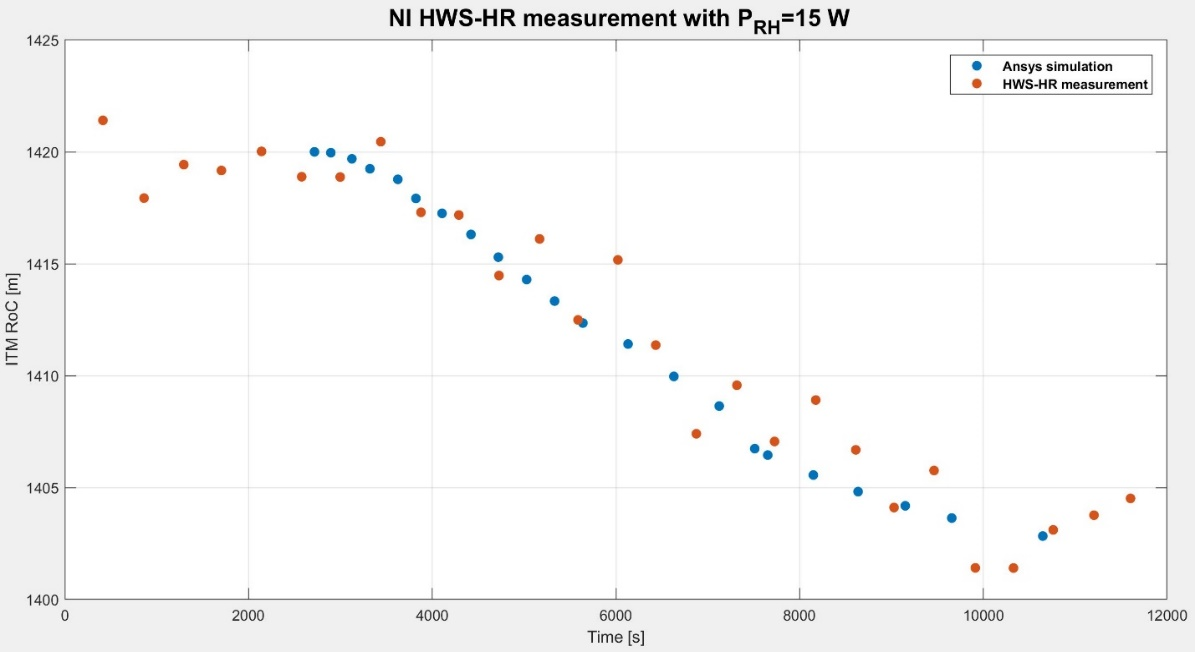 NI HWS-HR measurement with P_RH=15 W
1425
1420
1415
1410
1405
1400
ITM RoC [m]
Ansys simulation
HWS-HR measurement
0 2000 4000 6000 8000 10000 12000
Time [s]